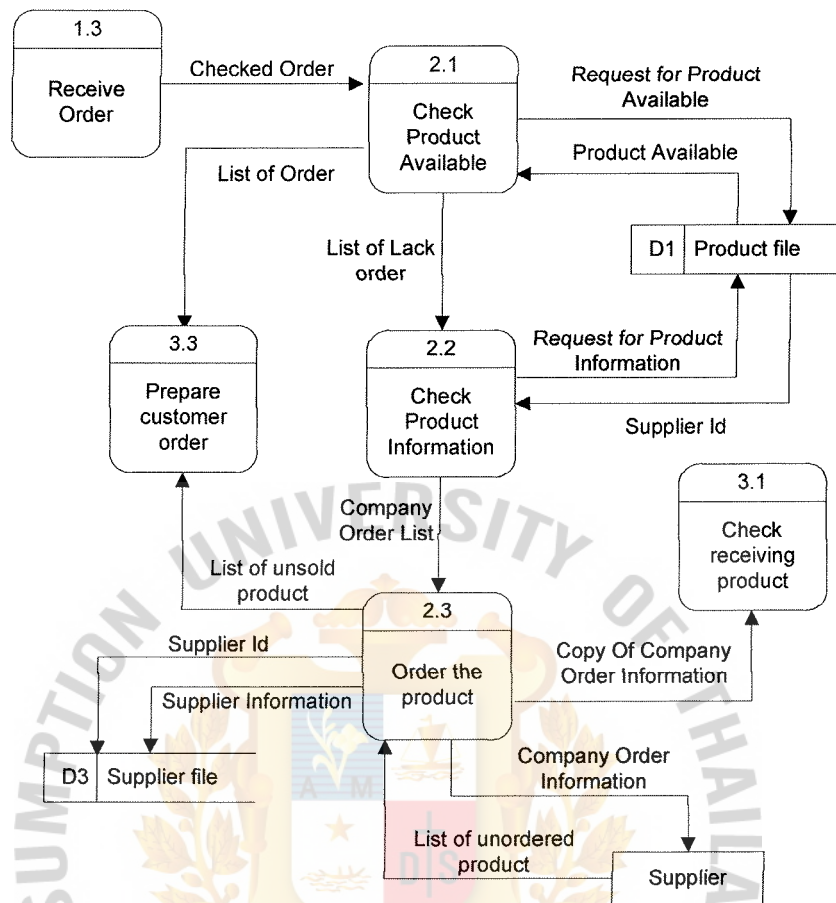 1.3
Receive
Order
Checked Order
2.1
Check
Product
Available
Request for Product
Available
Product Available
List of Order
List of Lack
order
D1 Product file
3.3
Prepare
customer
order
2.2
Check
Product
Information
Request for Product
Information
Supplier Id
Company
Order List
3.1
Check
receiving
product
List of unsold
product
2.3
Order the
product
Supplier Id
Supplier Information
Copy Of Company
Order Information
D3 Supplier file
Company Order
Information
List of unordered
product
Supplier
SUMPTION UNIVERSITY OF THAILA
A M
D S